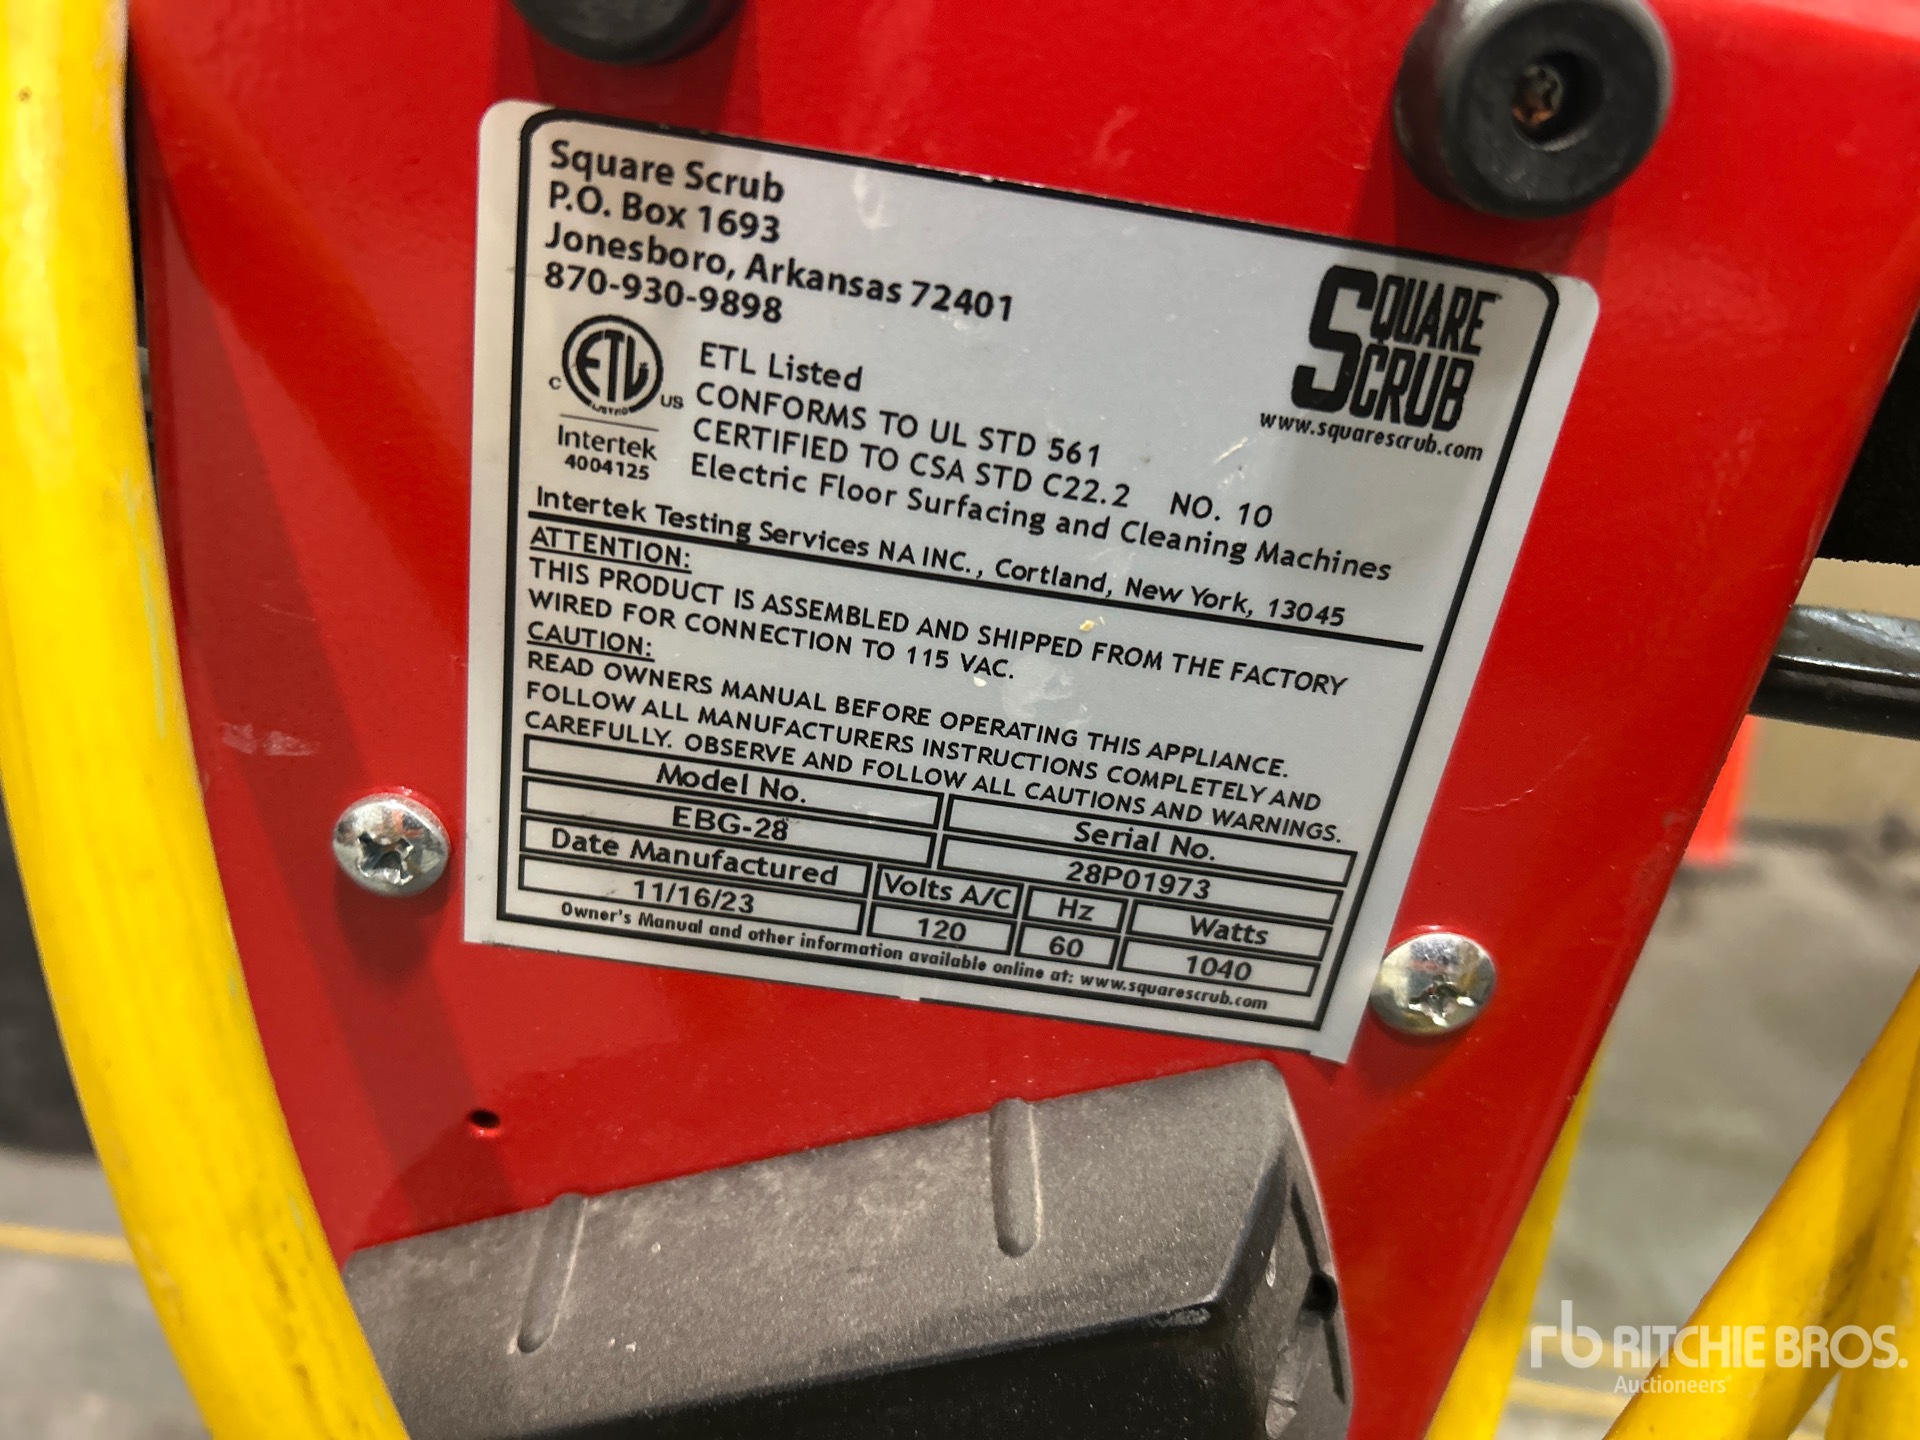 Square Scrub
P.O. Box 1693
Jonesboro, Arkansas 72401
870-930-9898
SQUARE
SCRUB
www.squarescrub.com
C ETL US
LISTED
Intertek
4004125
ETL Listed
CONFORMS TO UL STD 561
CERTIFIED TO CSA STD C22.2 NO. 10
Electric Floor Surfacing and Cleaning Machines
Intertek Testing Services NA INC., Cortland, New York, 13045
ATTENTION:
THIS PRODUCT IS ASSEMBLED AND SHIPPED FROM THE FACTORY
WIRED FOR CONNECTION TO 115 VAC.
CAUTION:
READ OWNERS MANUAL BEFORE OPERATING THIS APPLIANCE.
FOLLOW ALL MANUFACTURERS INSTRUCTIONS COMPLETELY AND
CAREFULLY. OBSERVE AND FOLLOW ALL CAUTIONS AND WARNINGS.
Model No. Serial No.
EBG-28 28P01973
Date Manufactured Volts A/C Hz Watts
11/16/23 120 60 1040
Owner's Manual and other information available online at: www.squarescrub.com
rb RITCHIE BROS.
Auctioneers